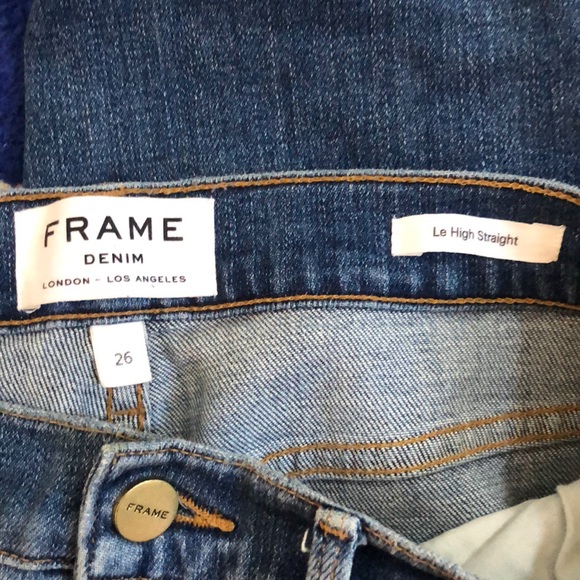 FRAME
DENIM
LONDON - LOS ANGELES
Le High Straight
26
FRAME